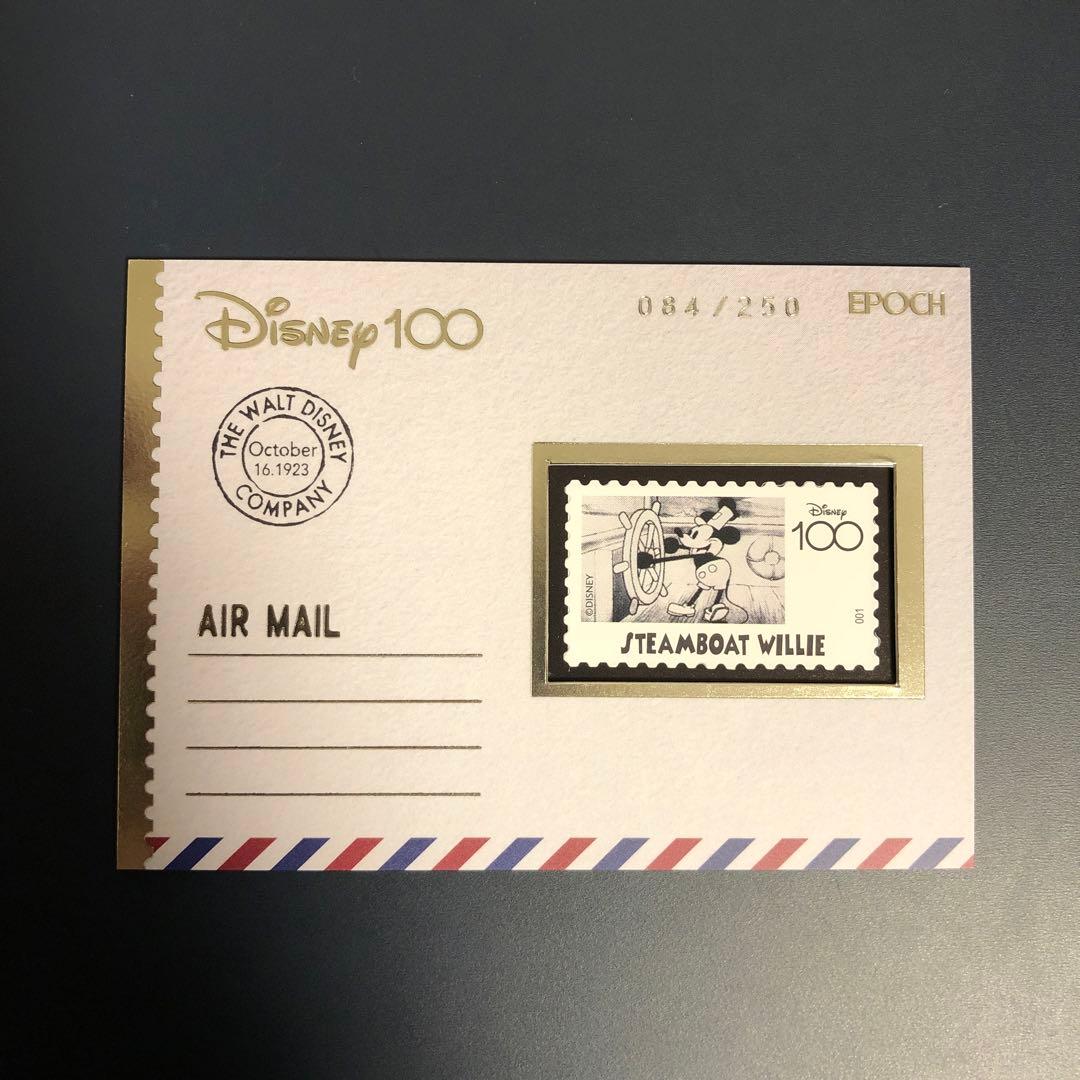 Disney 100
084/250
EPOCH
THE WALT DISNEY
October
16.1923
COMPANY
AIR MAIL
Disney
100
©DISNEY
001
STEAMBOAT WILLIE